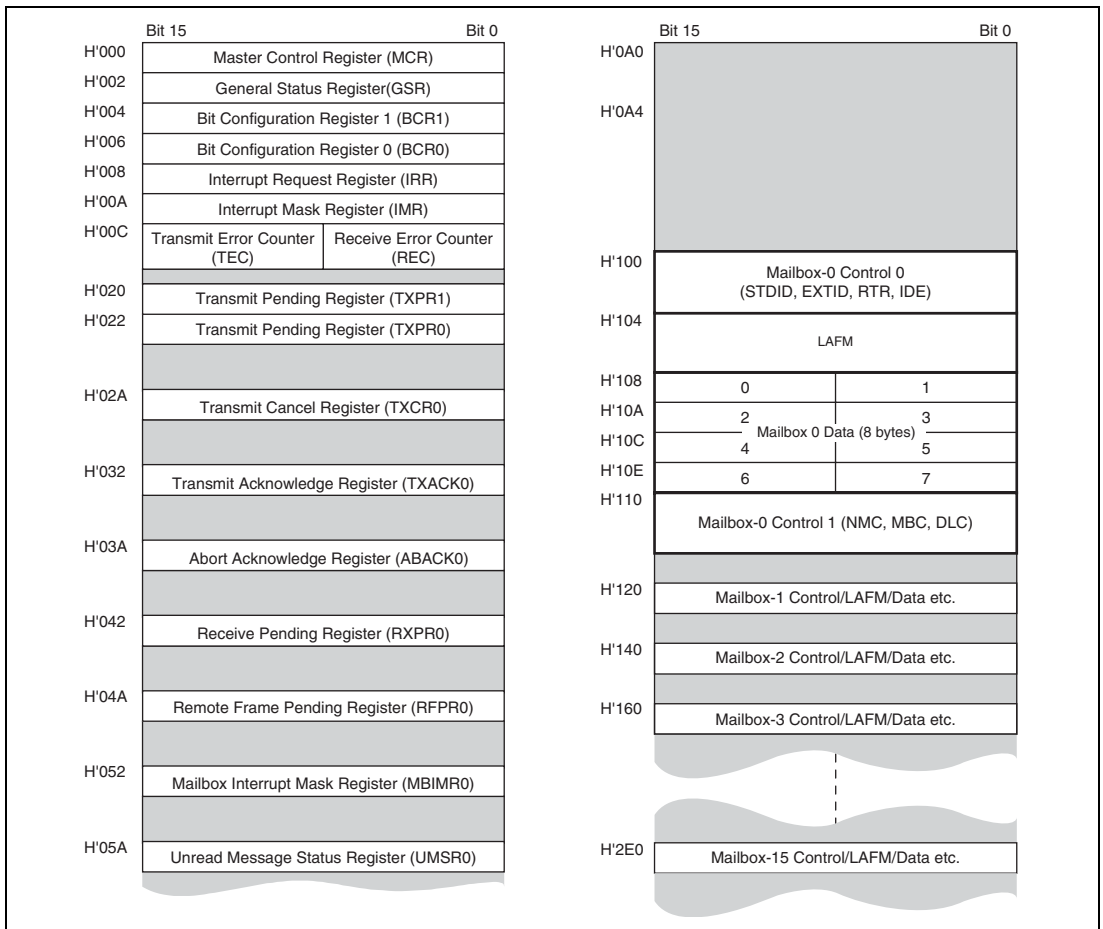 Bit 15 Bit 0
H'000 Master Control Register (MCR)
H'002 General Status Register(GSR)
H'004 Bit Configuration Register 1 (BCR1)
H'006 Bit Configuration Register 0 (BCR0)
H'008 Interrupt Request Register (IRR)
H'00A Interrupt Mask Register (IMR)
H'00C Transmit Error Counter Receive Error Counter
(TEC) (REC)
H'020 Transmit Pending Register (TXPR1)
H'022 Transmit Pending Register (TXPR0)
H'02A Transmit Cancel Register (TXCR0)
H'032 Transmit Acknowledge Register (TXACK0)
H'03A Abort Acknowledge Register (ABACK0)
H'042 Receive Pending Register (RXPR0)
H'04A Remote Frame Pending Register (RFPR0)
H'052 Mailbox Interrupt Mask Register (MBIMR0)
H'05A Unread Message Status Register (UMSR0)
Bit 15 Bit 0
H'0A0
H'0A4
H'100 Mailbox-0 Control 0
(STDID, EXTID, RTR, IDE)
H'104 LAFM
H'108 0 1
H'10A 2 3
Mailbox 0 Data (8 bytes)
H'10C 4 5
H'10E 6 7
H'110 Mailbox-0 Control 1 (NMC, MBC, DLC)
H'120 Mailbox-1 Control/LAFM/Data etc.
H'140 Mailbox-2 Control/LAFM/Data etc.
H'160 Mailbox-3 Control/LAFM/Data etc.
H'2E0 Mailbox-15 Control/LAFM/Data etc.